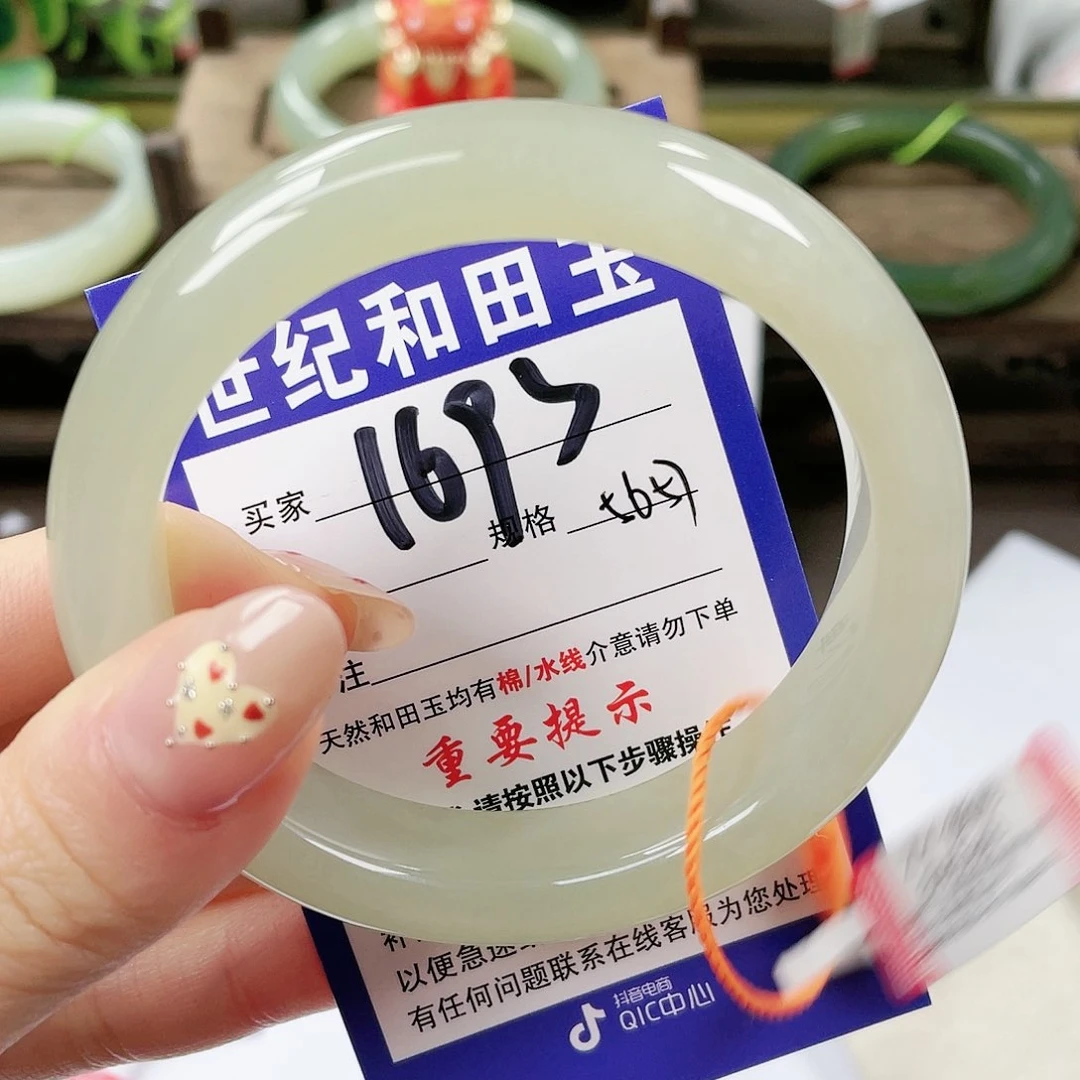 世纪和田玉
买家 1695
规格 5657
注
天然和田玉均有棉/水线介意请勿下单
重要提示
请按照以下步骤操
以便急速
有任何问题联系在线客服为您处理
抖音电商
QIC中心